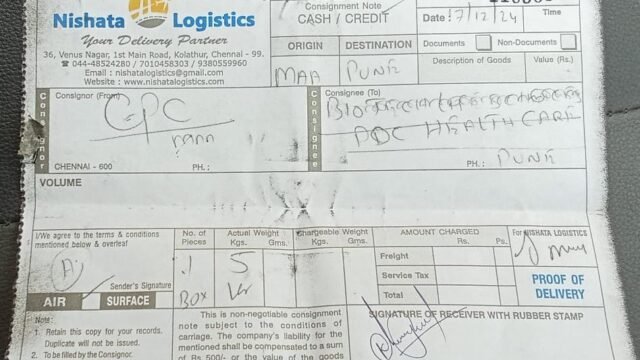 Nishata Logistics
Your Delivery Partner
36, Venus Nagar, 1st Main Road, Kolathur, Chennai - 99.
☎ 044-48524280 / 7010458303 / 9380559960
Email : nishatalogistics@gmail.com
Website : www.nishatalogistics.com
Consignment Note
CASH / CREDIT
Date 17/12/24
Time
ORIGIN
DESTINATION
Documents
Non-Documents
MAA
PUNE
Description of Goods
Value (Rs.)
Consignor (From)
Consignor
CPC
CHENNAI - 600
PH. :
Consignee (To)
Consignee
HEALTH CARE
PH. : PUNE
VOLUME
I/We agree to the terms & conditions
mentioned below & overleaf
Sender's Signature
AIR
SURFACE
No. of
Pieces
1
BOX
Actual Weight
Kgs. Gms.
5
Chargeable Weight
Kgs. Gms.
AMOUNT CHARGED
Rs. Ps.
Freight
Service Tax
Total
For NISHATA LOGISTICS
PROOF OF
DELIVERY
SIGNATURE OF RECEIVER WITH RUBBER STAMP
Note:
1. Retain this copy for your records.
Duplicate will not be issued.
2. To be filled by the Consignor.
This is non-negotiable consignment
note subject to the conditions of
carriage. The company's liability for the
mentioned shall be compensated to a sum
of Rs. 500/- or the value of the goods